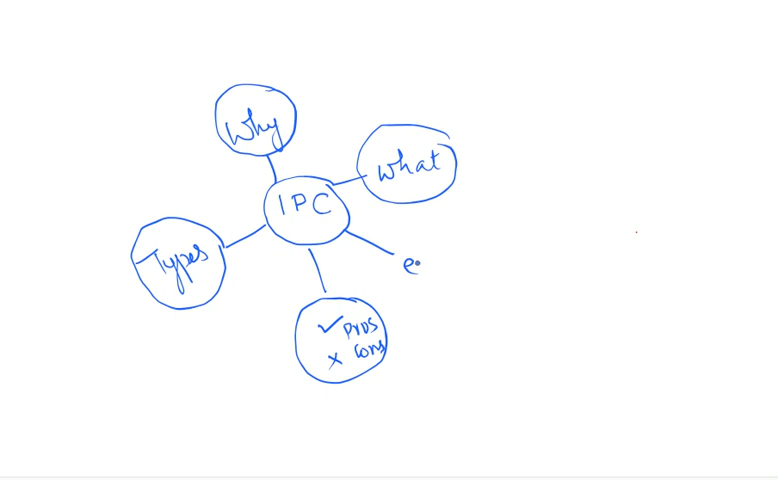 Why
What
IPC
Types
e
✓ pros
x cons